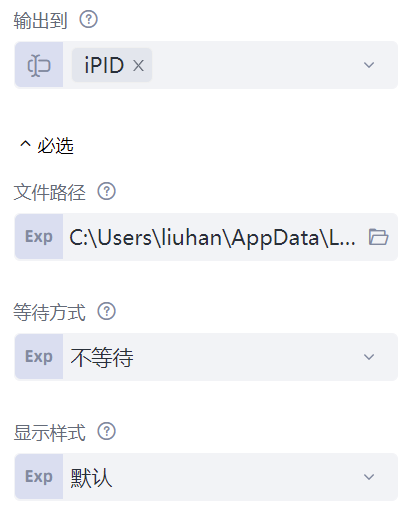 输出到
iPID
必选
文件路径
Exp C:\Users\liuhan\AppData\L...
等待方式
Exp 不等待
显示样式
Exp 默认